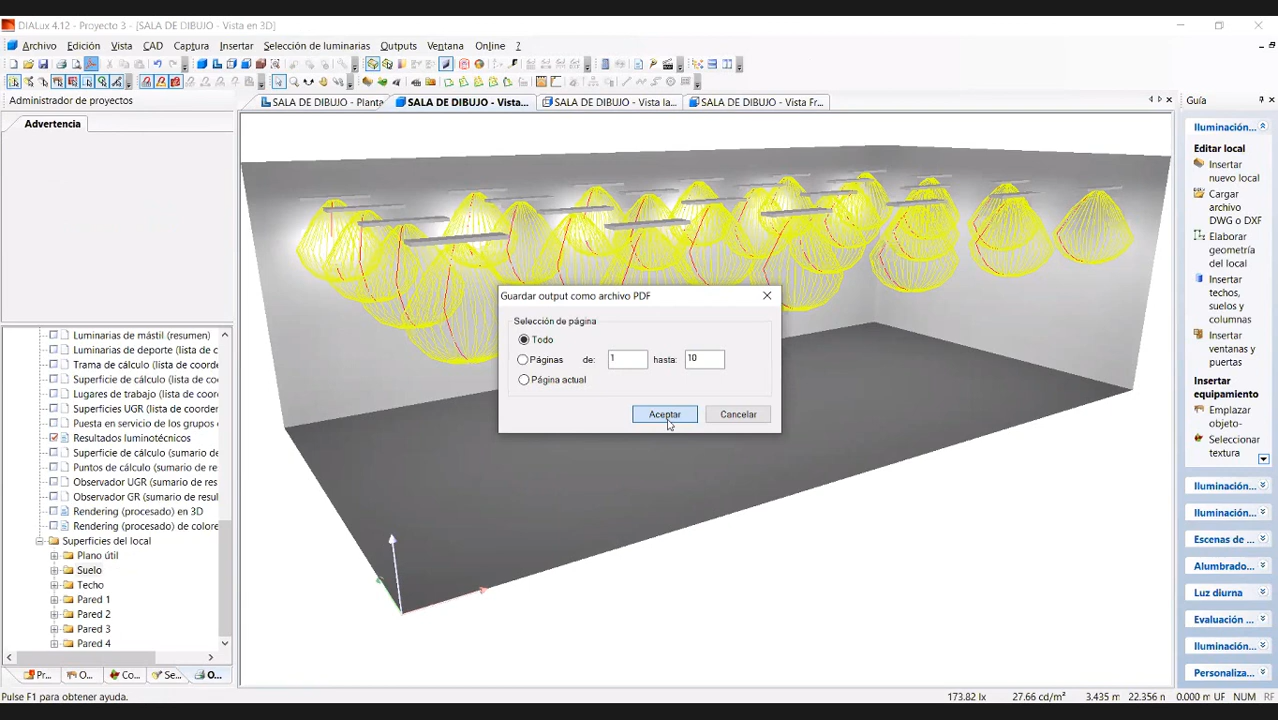 DIALux 4.12 - Proyecto 3 - [SALA DE DIBUJO - Vista en 3D]
Archivo Edición Vista CAD Captura Insertar Selección de luminarias Outputs Ventana Online ?
Administrador de proyectos
Advertencia
SALA DE DIBUJO - Planta
SALA DE DIBUJO - Vista...
SALA DE DIBUJO - Vista la...
SALA DE DIBUJO - Vista Fr...
Luminarias de mástil (resumen)
Luminarias de deporte (lista de c
Trama de cálculo (lista de coord
Superficie de cálculo (lista de co
Lugares de trabajo (lista de coor
Superficies UGR (lista de coorder
Puesta en servicio de los grupos
Resultados luminotécnicos
Superficie de cálculo (sumario de
Puntos de cálculo (sumario de re
Observador UGR (sumario de res
Observador GR (sumario de resul
Rendering (procesado) en 3D
Rendering (procesado) de colore
Superficies del local
Plano útil
Suelo
Techo
Pared 1
Pared 2
Pared 3
Pared 4
Pr...
O...
Co...
Se...
O...
Guardar output como archivo PDF
Selección de página
Todo
Páginas de: 1 hasta: 10
Página actual
Aceptar
Cancelar
Guía
Iluminación...
Editar local
Insertar
nuevo local
Cargar
archivo
DWG o DXF
Elaborar
geometría
del local
Insertar
techos,
suelos y
columnas
Insertar
ventanas y
puertas
Insertar
equipamiento
Emplazar
objeto-
Seleccionar
textura
Iluminación...
Iluminación...
Escenas de ...
Alumbrado...
Luz diurna
Evaluación ...
Iluminación...
Personaliza...
Pulse F1 para obtener ayuda.
173.82 lx 27.66 cd/m² 3.435 m 22.356 n 0.000 m UF NUM RF